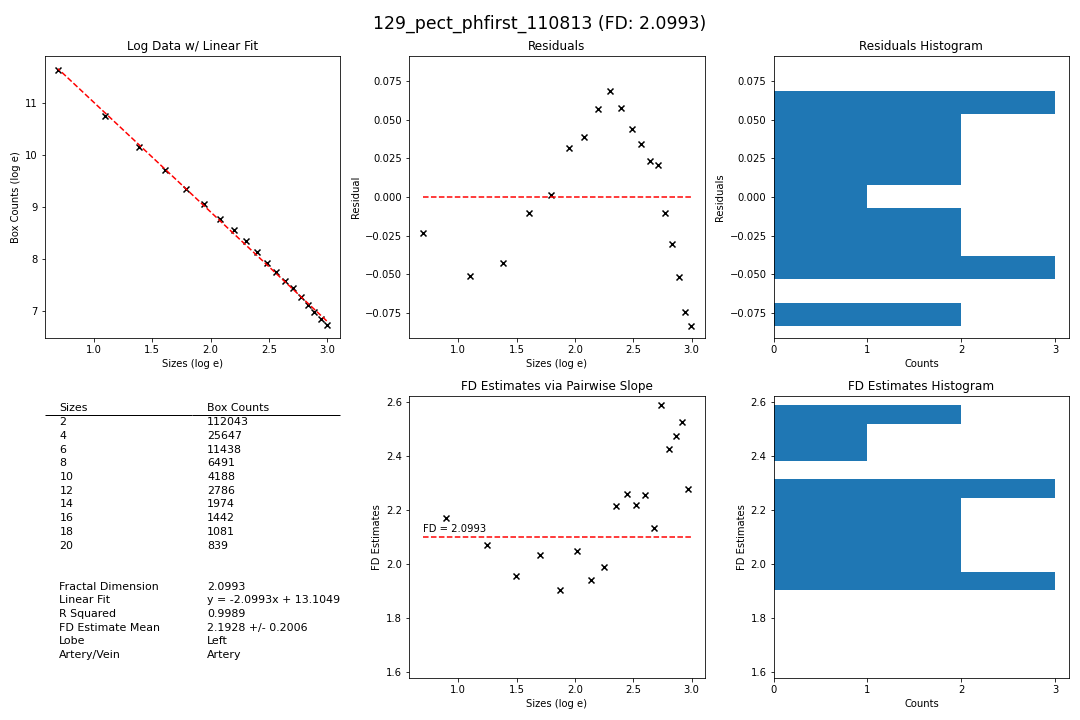 129_pect_phfirst_110813 (FD: 2.0993)
Log Data w/ Linear Fit
Box Counts (log e)
11
10
9
8
7
1.0 1.5 2.0 2.5 3.0
Sizes (log e)
Residuals
Residual
0.075
0.050
0.025
0.000
−0.025
−0.050
−0.075
1.0 1.5 2.0 2.5 3.0
Sizes (log e)
Residuals Histogram
Residuals
0.075
0.050
0.025
0.000
−0.025
−0.050
−0.075
0 1 2 3
Counts
Sizes Box Counts
2 112043
4 25647
6 11438
8 6491
10 4188
12 2786
14 1974
16 1442
18 1081
20 839
Fractal Dimension 2.0993
Linear Fit y = -2.0993x + 13.1049
R Squared 0.9989
FD Estimate Mean 2.1928 +/- 0.2006
Lobe Left
Artery/Vein Artery
FD Estimates via Pairwise Slope
FD Estimates
2.6
2.4
2.2
2.0
1.8
1.6
FD = 2.0993
1.0 1.5 2.0 2.5 3.0
Sizes (log e)
FD Estimates Histogram
FD Estimates
2.6
2.4
2.2
2.0
1.8
1.6
0 1 2 3
Counts